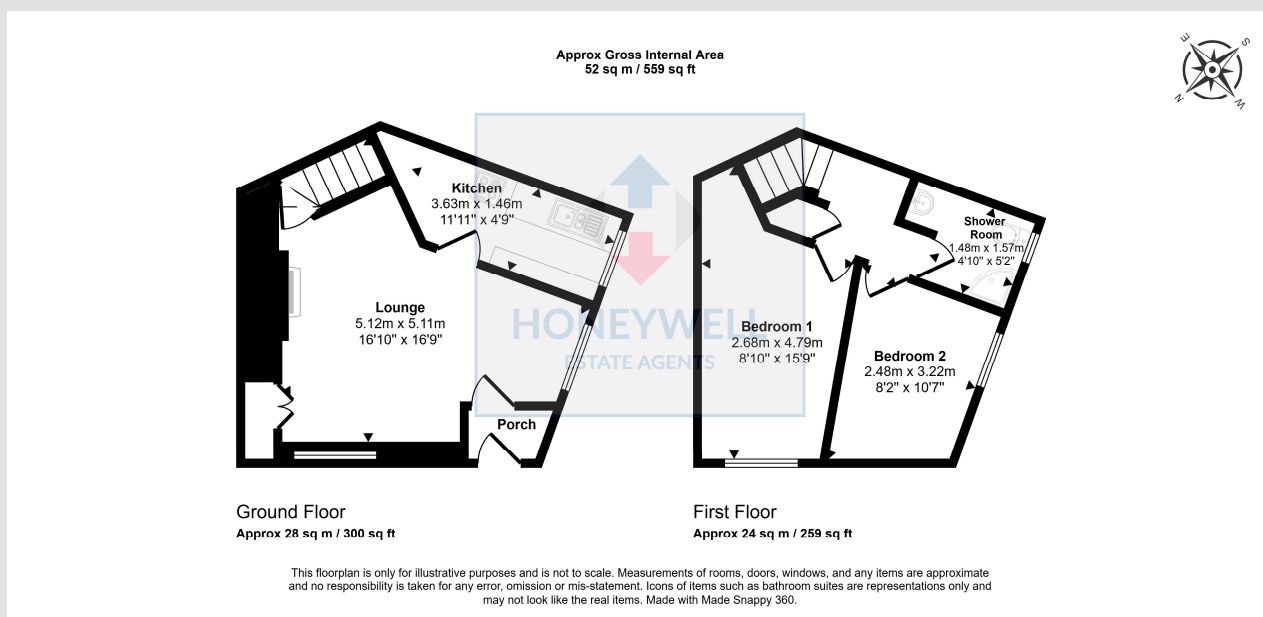 Approx Gross Internal Area
52 sq m / 559 sq ft
E
S
N
W
Kitchen
3.63m x 1.46m
11'11" x 4'9"
Lounge
5.12m x 5.11m
16'10" x 16'9"
Porch
Shower
Room
1.48m x 1.57m
4'10" x 5'2"
Bedroom 1
2.68m x 4.79m
8'10" x 15'9"
Bedroom 2
2.48m x 3.22m
8'2" x 10'7"
HONEYWELL
ESTATE AGENTS
Ground Floor
Approx 28 sq m / 300 sq ft
First Floor
Approx 24 sq m / 259 sq ft
This floorplan is only for illustrative purposes and is not to scale. Measurements of rooms, doors, windows, and any items are approximate
and no responsibility is taken for any error, omission or mis-statement. Icons of items such as bathroom suites are representations only and
may not look like the real items. Made with Made Snappy 360.